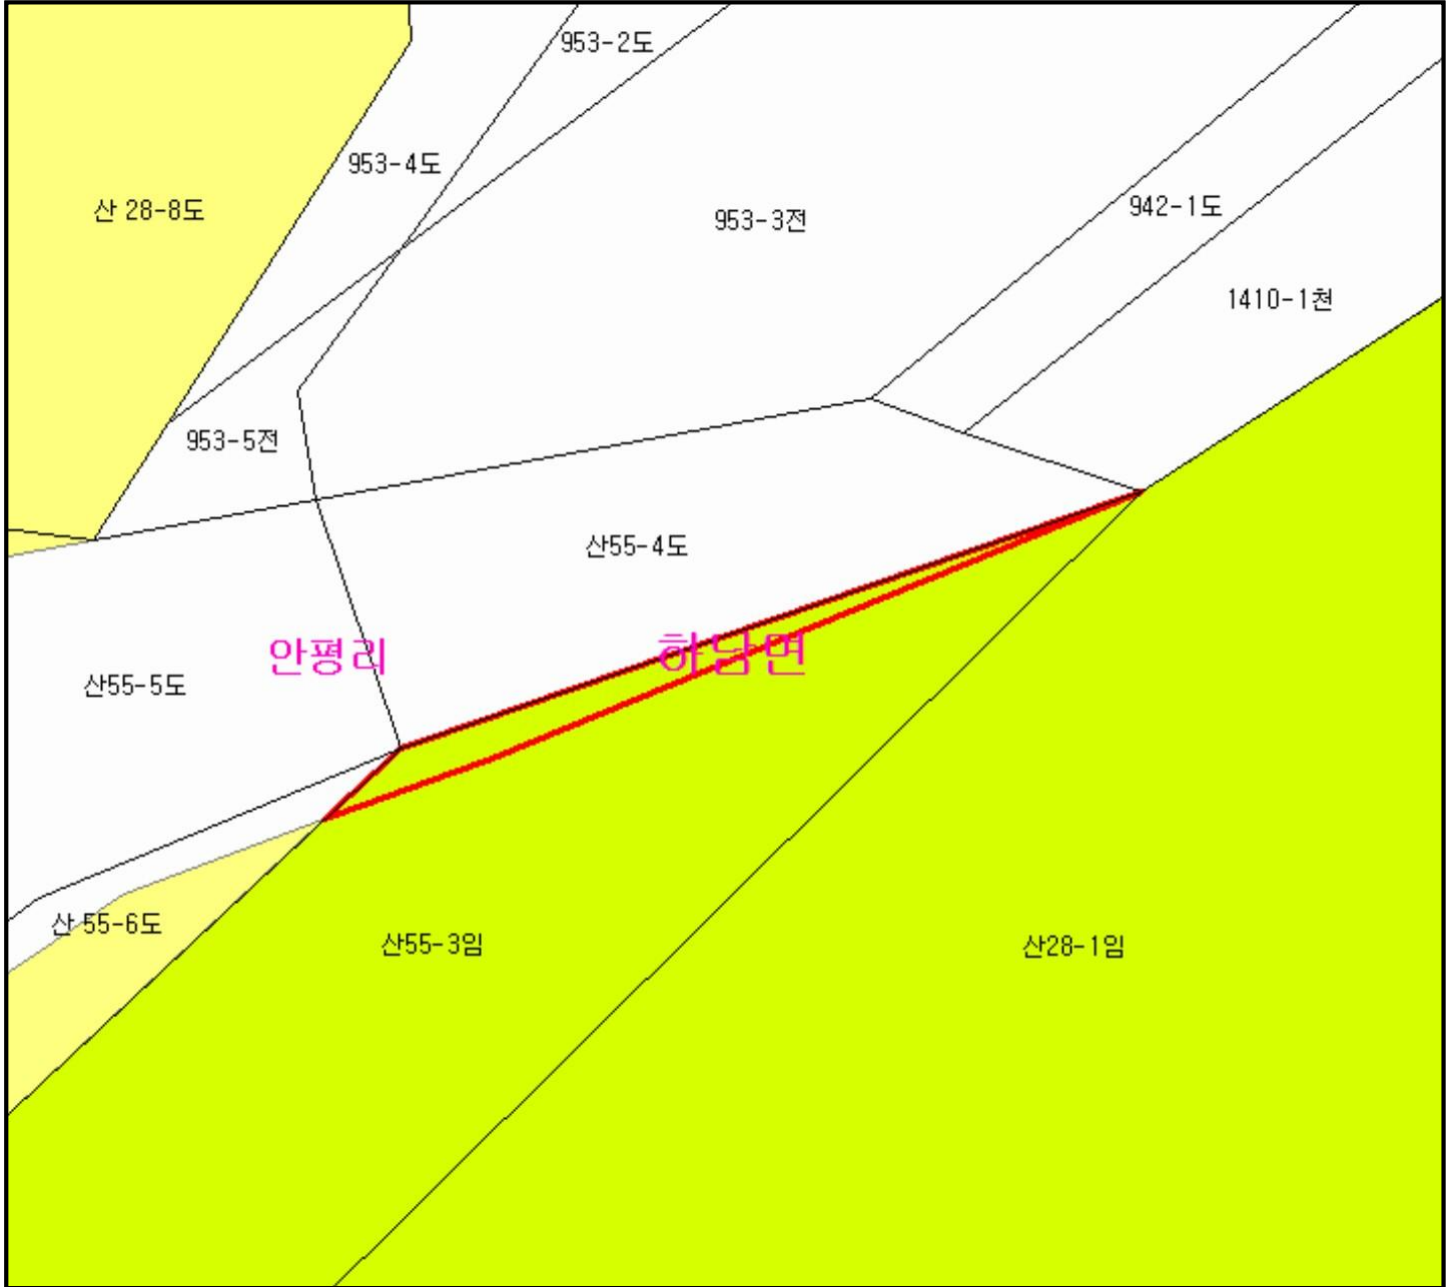 953-2도
953-4도
산 28-8도
942-1도
953-3전
1410-1천
953-5전
산55-4도
안평리
하남면
산55-5도
산 55-6도
산55-3임
산28-1임